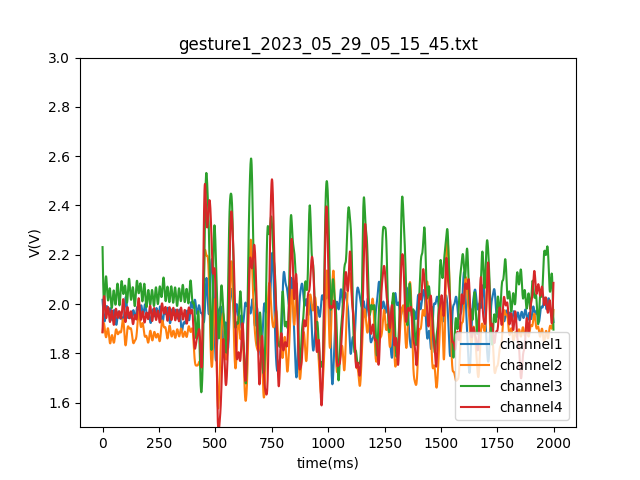 gesture1_2023_05_29_05_15_45.txt
3.0
2.8
2.6
2.4
2.2
2.0
1.8
1.6
V(V)
channel1
channel2
channel3
channel4
0 250 500 750 1000 1250 1500 1750 2000
time(ms)